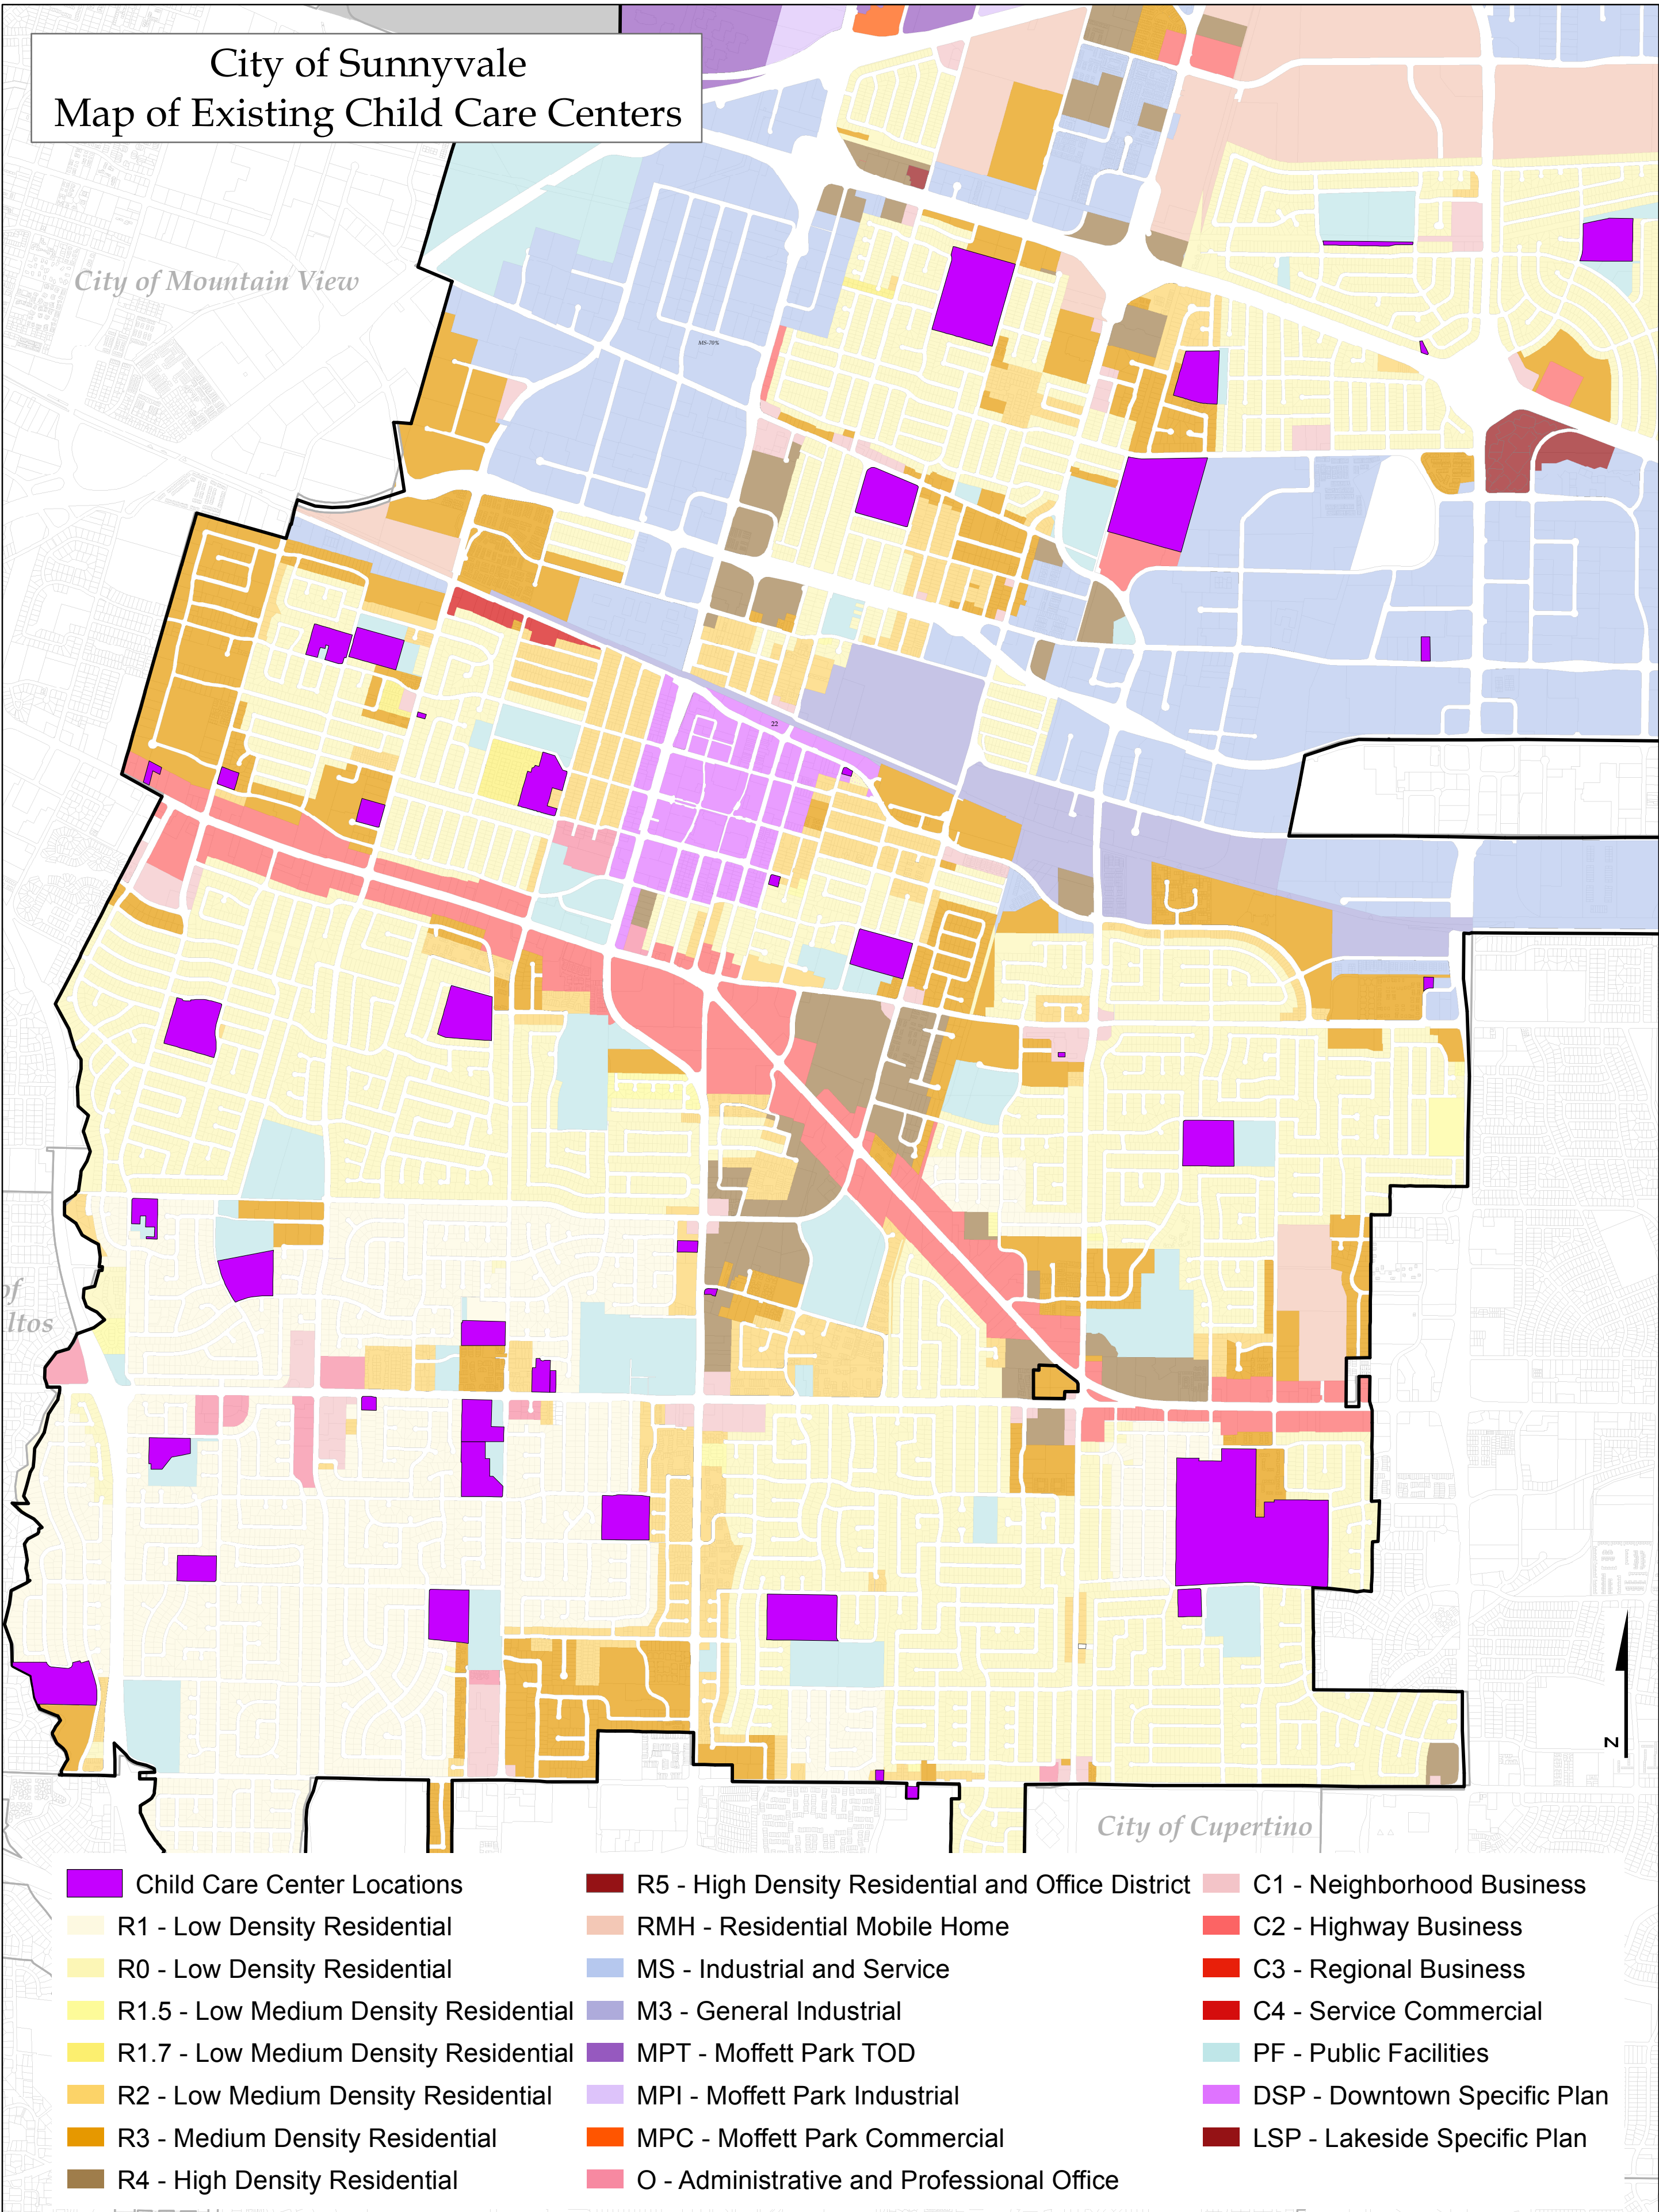 City of Sunnyvale
Map of Existing Child Care Centers
City of Mountain View
MS-70%
22
of
ltos
N
City of Cupertino
Child Care Center Locations
R1 - Low Density Residential
R0 - Low Density Residential
R1.5 - Low Medium Density Residential
R1.7 - Low Medium Density Residential
R2 - Low Medium Density Residential
R3 - Medium Density Residential
R4 - High Density Residential
R5 - High Density Residential and Office District
RMH - Residential Mobile Home
MS - Industrial and Service
M3 - General Industrial
MPT - Moffett Park TOD
MPI - Moffett Park Industrial
MPC - Moffett Park Commercial
O - Administrative and Professional Office
C1 - Neighborhood Business
C2 - Highway Business
C3 - Regional Business
C4 - Service Commercial
PF - Public Facilities
DSP - Downtown Specific Plan
LSP - Lakeside Specific Plan